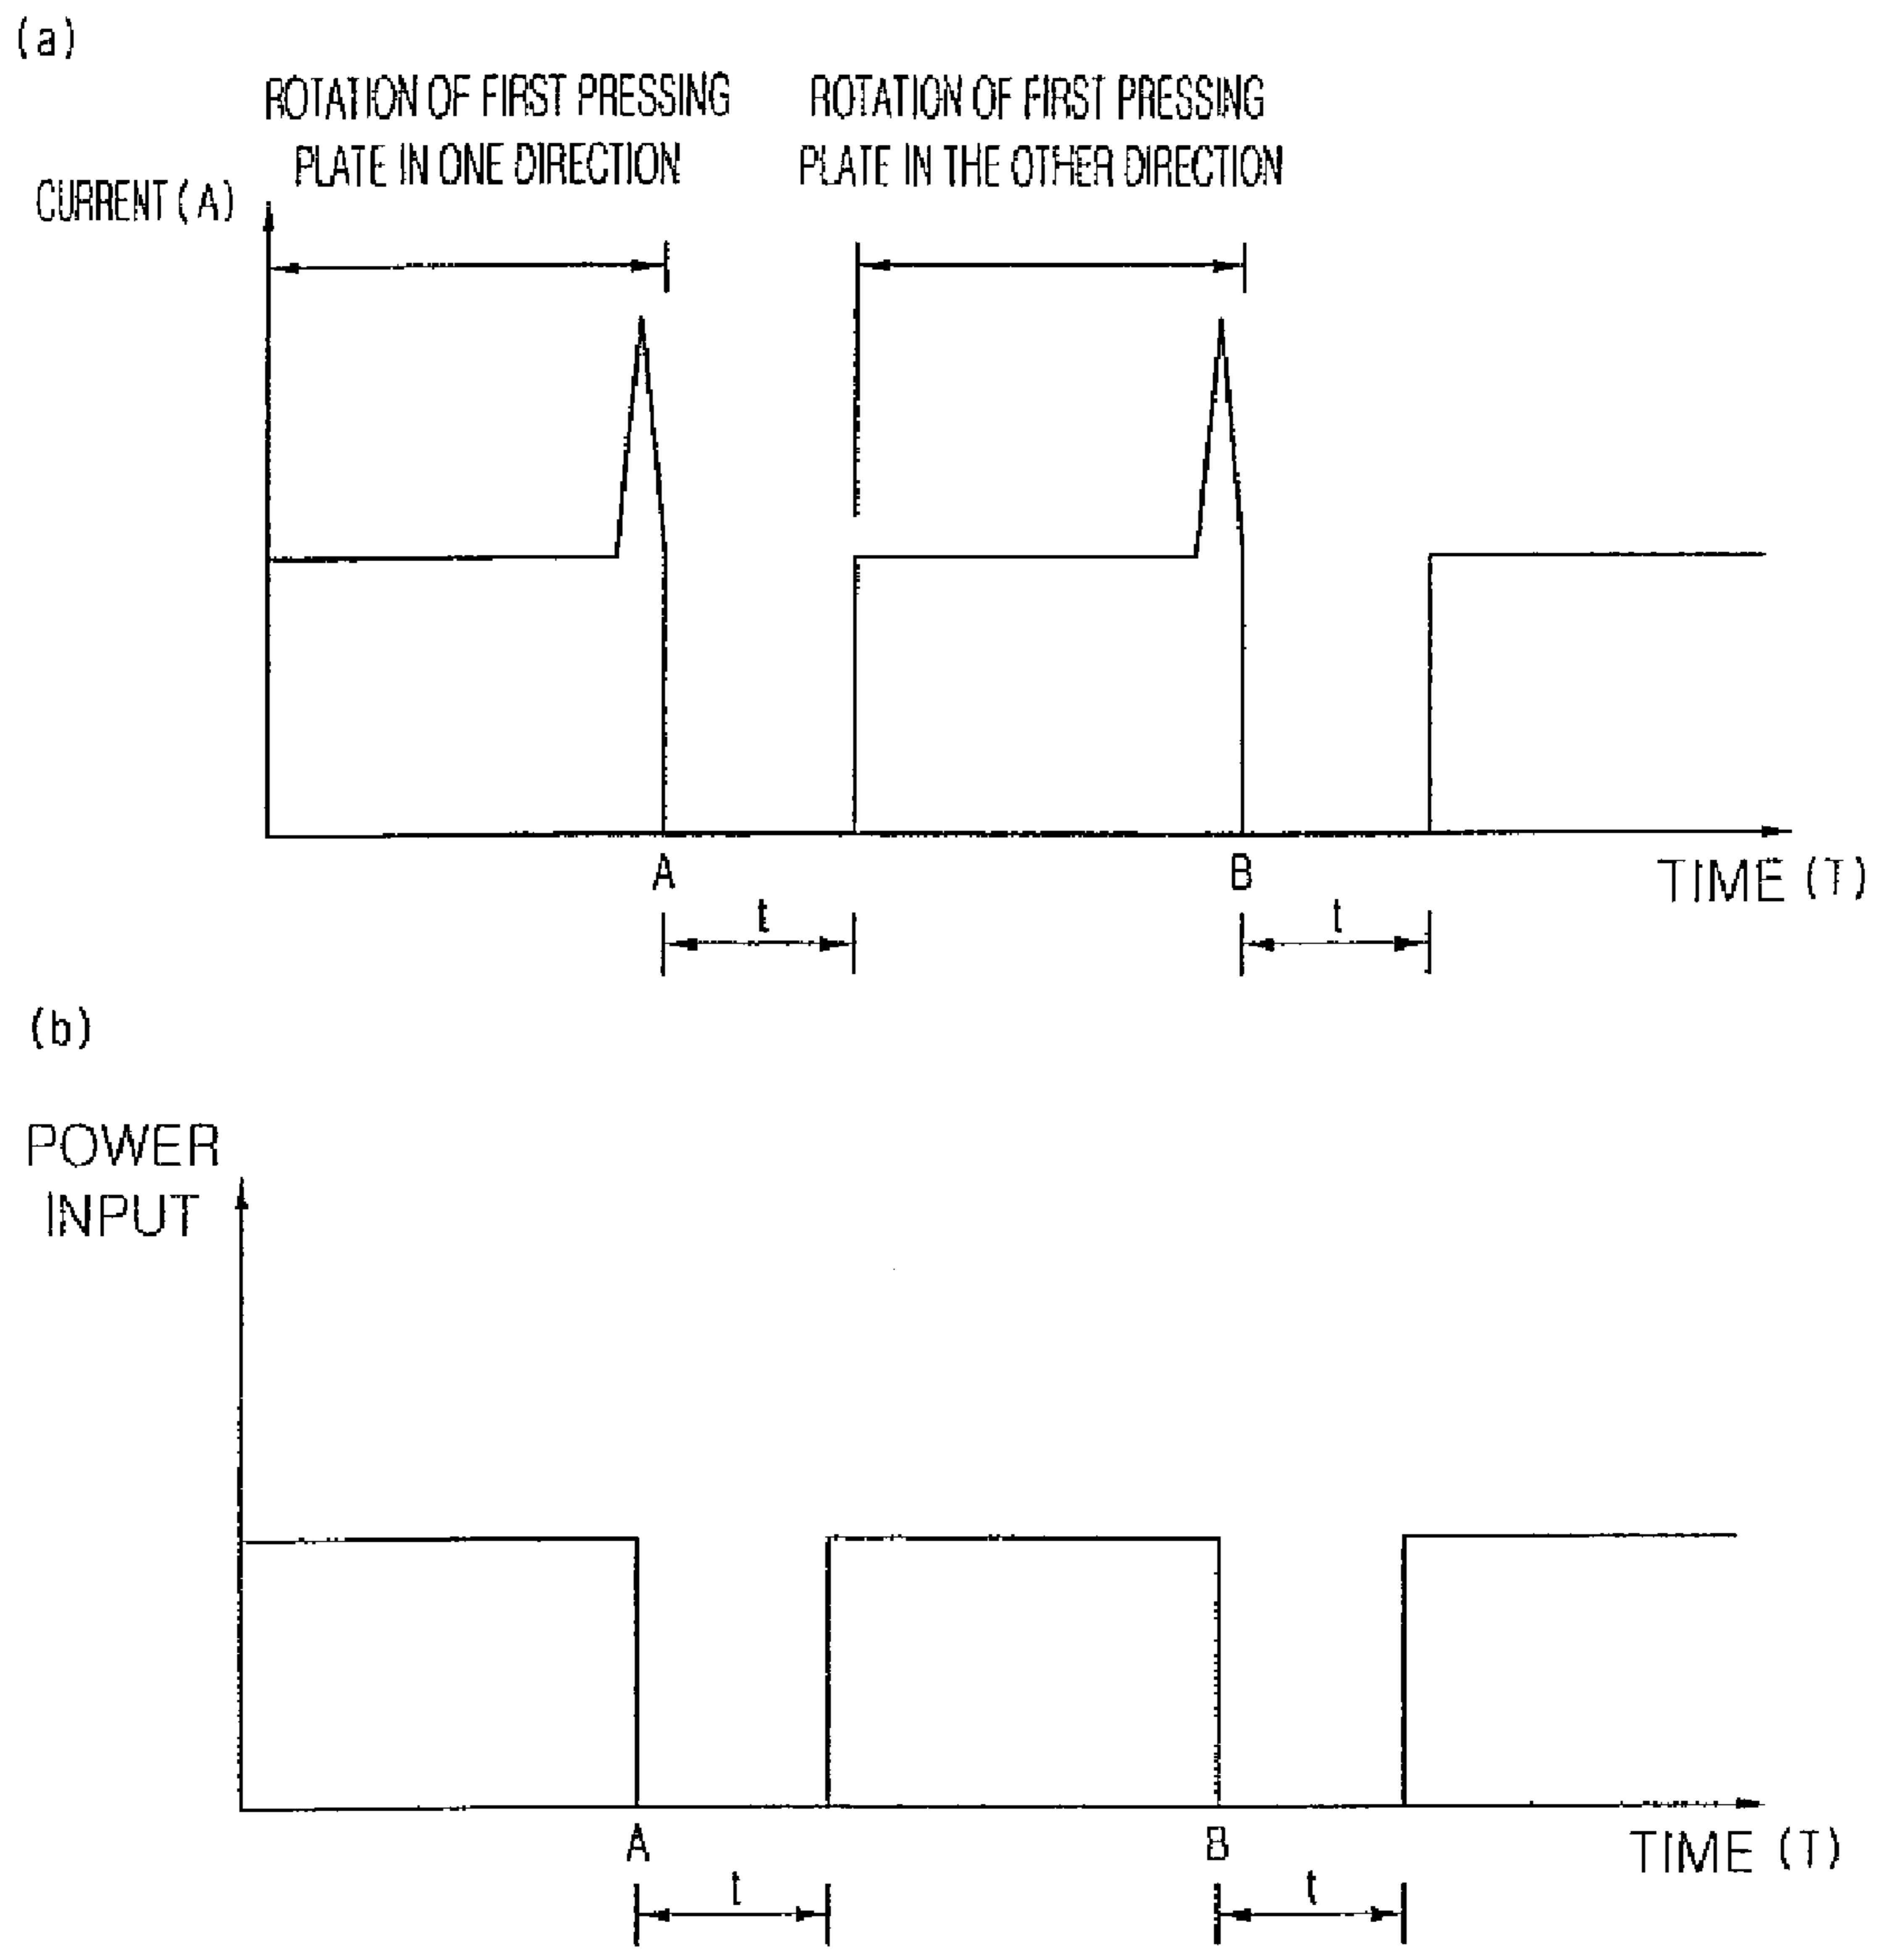 (a)
ROTATION OF FIRST PRESSING
PLATE IN ONE DIRECTION
ROTATION OF FIRST PRESSING
PLATE IN THE OTHER DIRECTION
CURRENT(A)
A
B
TIME (T)
t
t
(b)
POWER
INPUT
A
B
TIME (T)
t
t